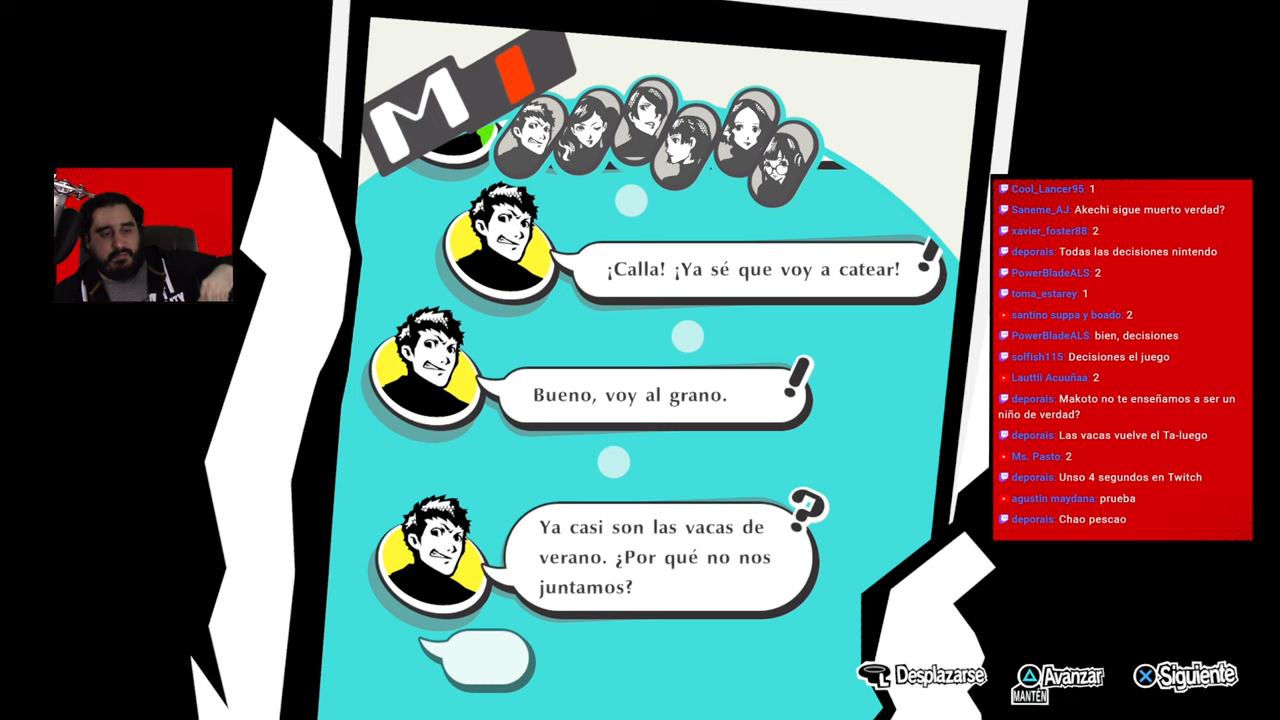 M I
¡Calla! ¡Ya sé que voy a catear!
Bueno, voy al grano.
Ya casi son las vacas de
verano. ¿Por qué no nos
juntamos?
Cool_Lancer95: 1
Saneme_AJ: Akechi sigue muerto verdad?
xavier_foster88: 2
deporais: Todas las decisiones nintendo
PowerBladeALS: 2
toma_estarey: 1
santino suppa y boado: 2
PowerBladeALS: bien, decisiones
solfish115: Decisiones el juego
Lauttii Acuuñaa: 2
deporais: Makoto no te enseñamos a ser un
niño de verdad?
deporais: Las vacas vuelve el Ta-luego
Ms. Pasto: 2
deporais: Unso 4 segundos en Twitch
agustin maydana: prueba
deporais: Chao pescao
L Desplazarse
Avanzar
MANTÉN
Siguiente